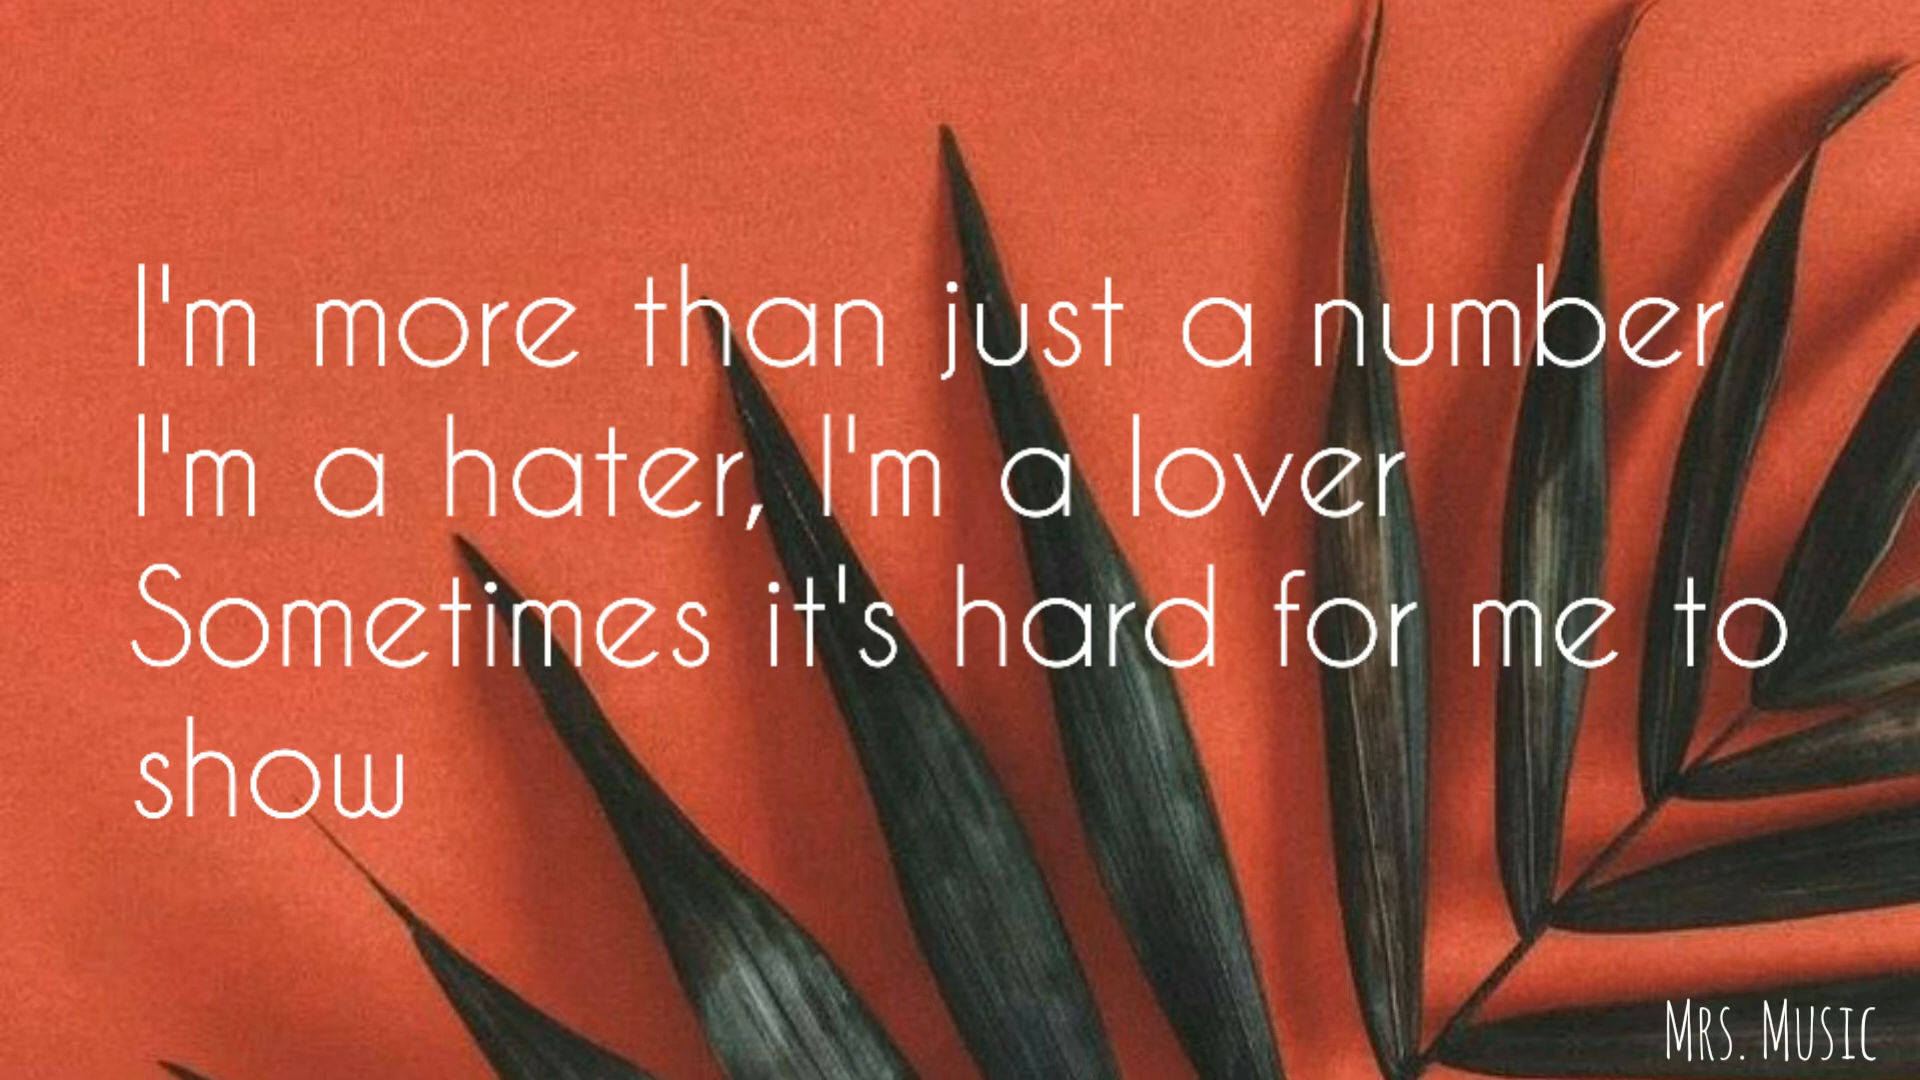 I'm more than just a number
I'm a hater, I'm a lover
Sometimes it's hard for me to
show
Mrs. Music